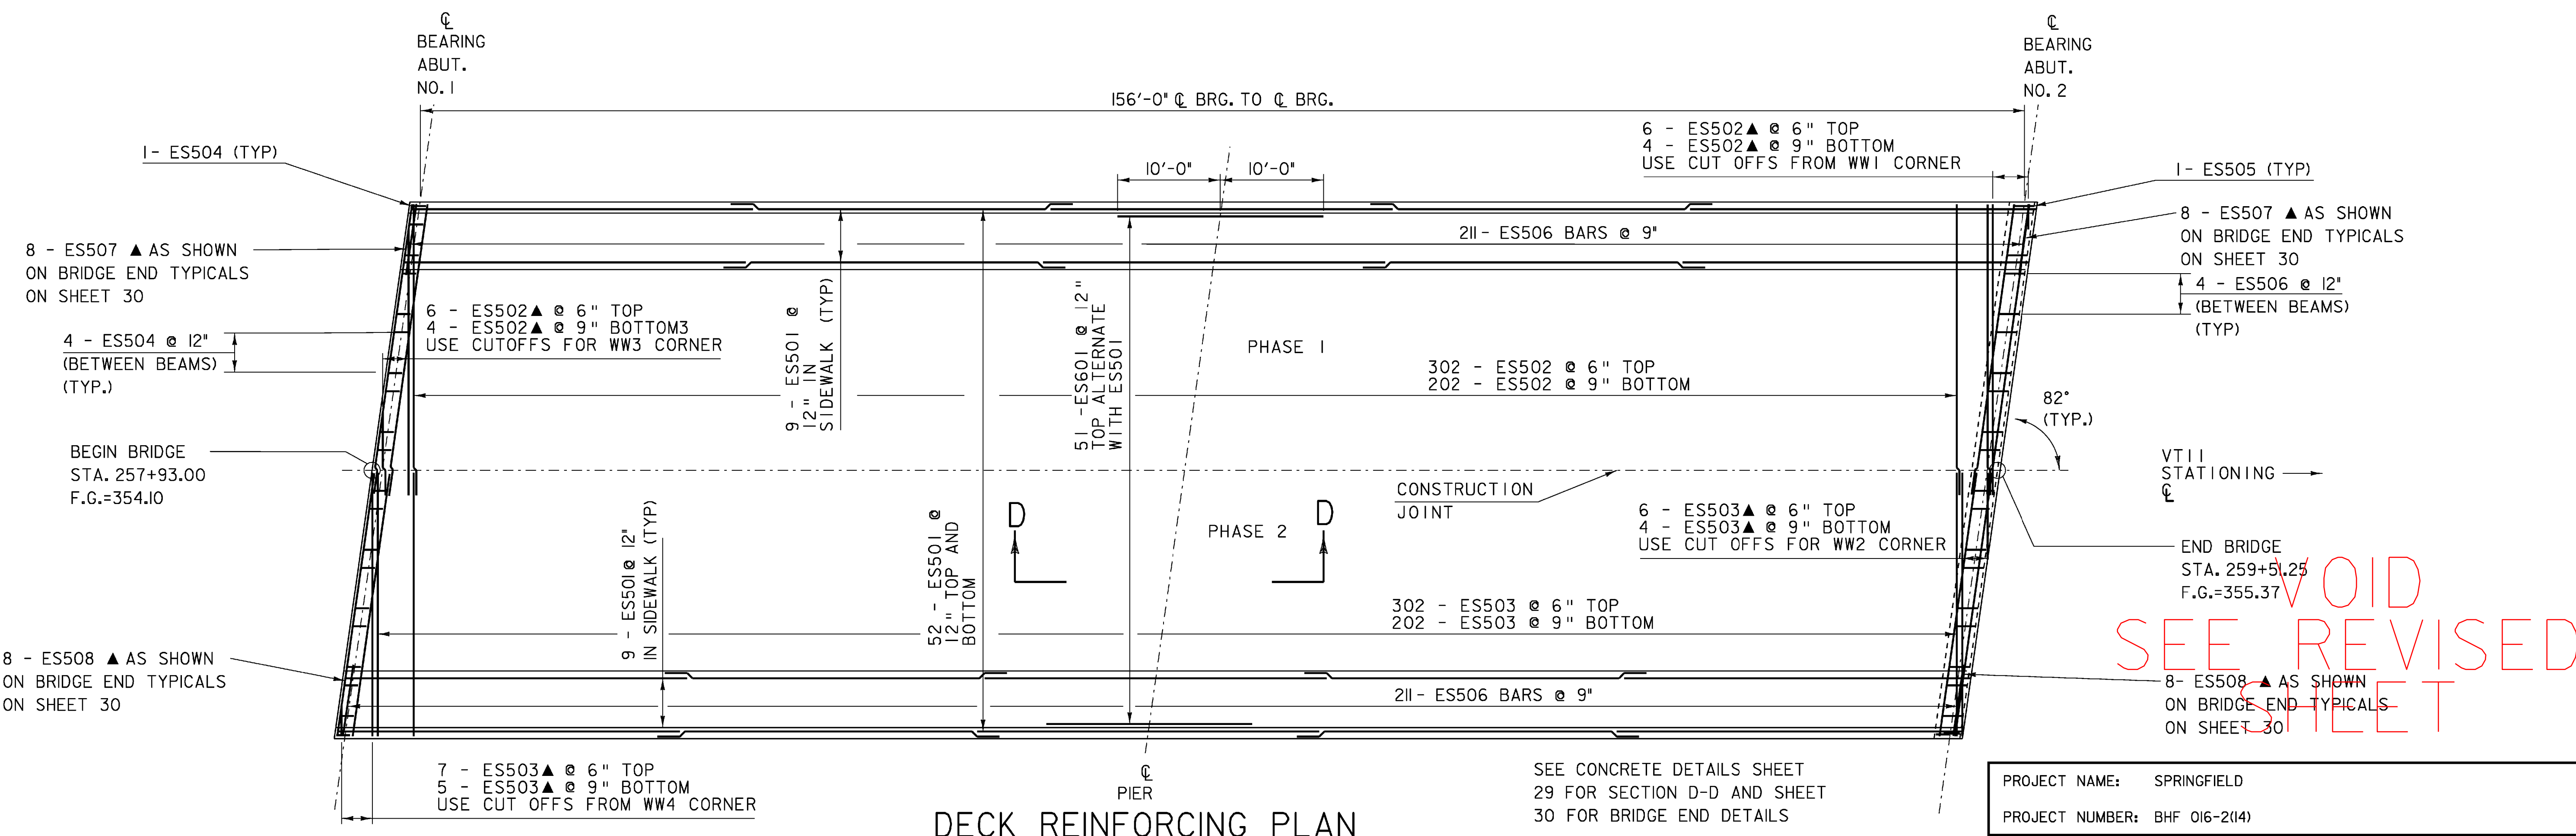 ℄
BEARING
ABUT.
NO. 1
℄
BEARING
ABUT.
NO. 2
156'-0" ℄ BRG. TO ℄ BRG.
1- ES504 (TYP)
10'-0"
10'-0"
6 - ES502▲ @ 6" TOP
4 - ES502▲ @ 9" BOTTOM
USE CUT OFFS FROM WW1 CORNER
1- ES505 (TYP)
8 - ES507 ▲ AS SHOWN
ON BRIDGE END TYPICALS
ON SHEET 30
211- ES506 BARS @ 9"
8 - ES507 ▲ AS SHOWN
ON BRIDGE END TYPICALS
ON SHEET 30
4 - ES506 @ 12"
(BETWEEN BEAMS)
(TYP)
6 - ES502▲ @ 6" TOP
4 - ES502▲ @ 9" BOTTOM3
USE CUTOFFS FOR WW3 CORNER
4 - ES504 @ 12"
(BETWEEN BEAMS)
(TYP.)
9 - ES501 @
12" IN
SIDEWALK (TYP)
51 -ES601 @ 12"
TOP ALTERNATE
WITH ES501
PHASE 1
302 - ES502 @ 6" TOP
202 - ES502 @ 9" BOTTOM
82°
(TYP.)
BEGIN BRIDGE
STA. 257+93.00
F.G.=354.10
VT11
STATIONING
℄
CONSTRUCTION
JOINT
9 - ES501@ 12"
IN SIDEWALK (TYP)
52 - ES501 @
12" TOP AND
BOTTOM
D
D
PHASE 2
6 - ES503▲ @ 6" TOP
4 - ES503▲ @ 9" BOTTOM
USE CUT OFFS FOR WW2 CORNER
END BRIDGE
STA. 259+51.25
F.G.=355.37
VOID
SEE REVISED
SHEET
302 - ES503 @ 6" TOP
202 - ES503 @ 9" BOTTOM
8 - ES508 ▲ AS SHOWN
ON BRIDGE END TYPICALS
ON SHEET 30
211- ES506 BARS @ 9"
8- ES508 ▲ AS SHOWN
ON BRIDGE END TYPICALS
ON SHEET 30
7 - ES503▲ @ 6" TOP
5 - ES503▲ @ 9" BOTTOM
USE CUT OFFS FROM WW4 CORNER
℄
PIER
DECK REINFORCING PLAN
SEE CONCRETE DETAILS SHEET
29 FOR SECTION D-D AND SHEET
30 FOR BRIDGE END DETAILS
PROJECT NAME: SPRINGFIELD
PROJECT NUMBER: BHF 016-2(14)